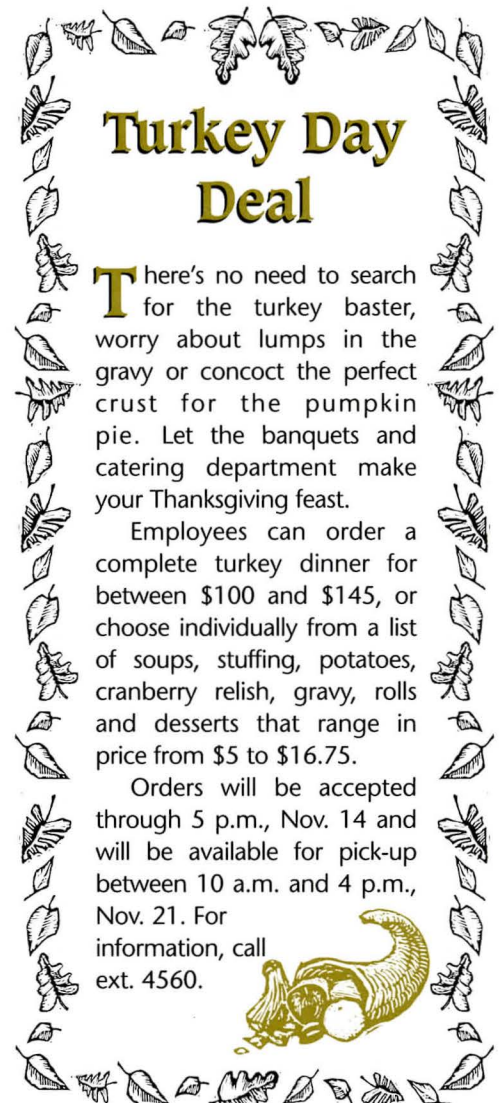 Turkey Day
Deal
There's no need to search
for the turkey baster,
worry about lumps in the
gravy or concoct the perfect
crust for the pumpkin
pie. Let the banquets and
catering department make
your Thanksgiving feast.
Employees can order a
complete turkey dinner for
between $100 and $145, or
choose individually from a list
of soups, stuffing, potatoes,
cranberry relish, gravy, rolls
and desserts that range in
price from $5 to $16.75.
Orders will be accepted
through 5 p.m., Nov. 14 and
will be available for pick-up
between 10 a.m. and 4 p.m.,
Nov. 21. For
information, call
ext. 4560.